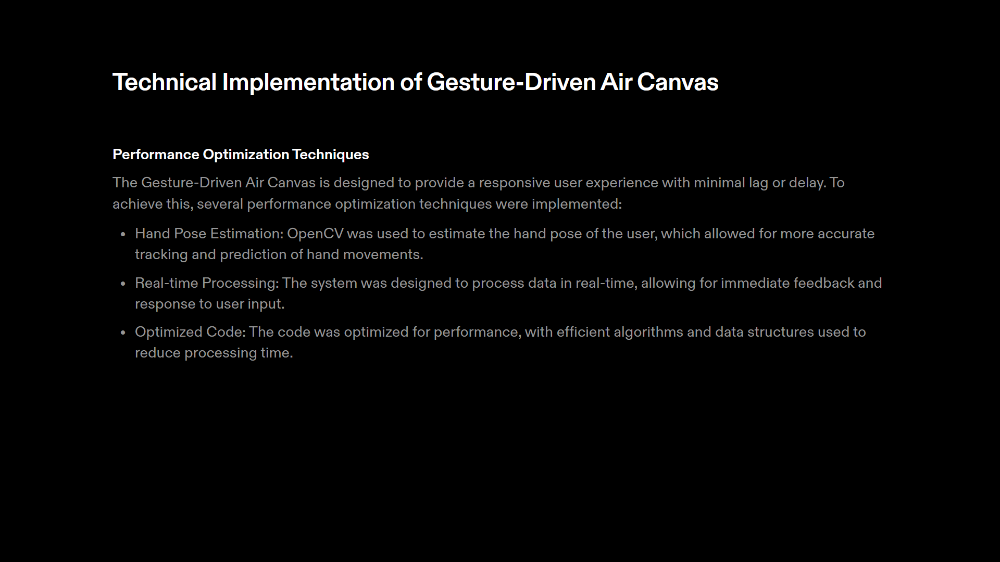 Technical Implementation of Gesture-Driven Air Canvas
Performance Optimization Techniques
The Gesture-Driven Air Canvas is designed to provide a responsive user experience with minimal lag or delay. To
achieve this, several performance optimization techniques were implemented:
• Hand Pose Estimation: OpenCV was used to estimate the hand pose of the user, which allowed for more accurate
tracking and prediction of hand movements.
• Real-time Processing: The system was designed to process data in real-time, allowing for immediate feedback and
response to user input.
• Optimized Code: The code was optimized for performance, with efficient algorithms and data structures used to
reduce processing time.